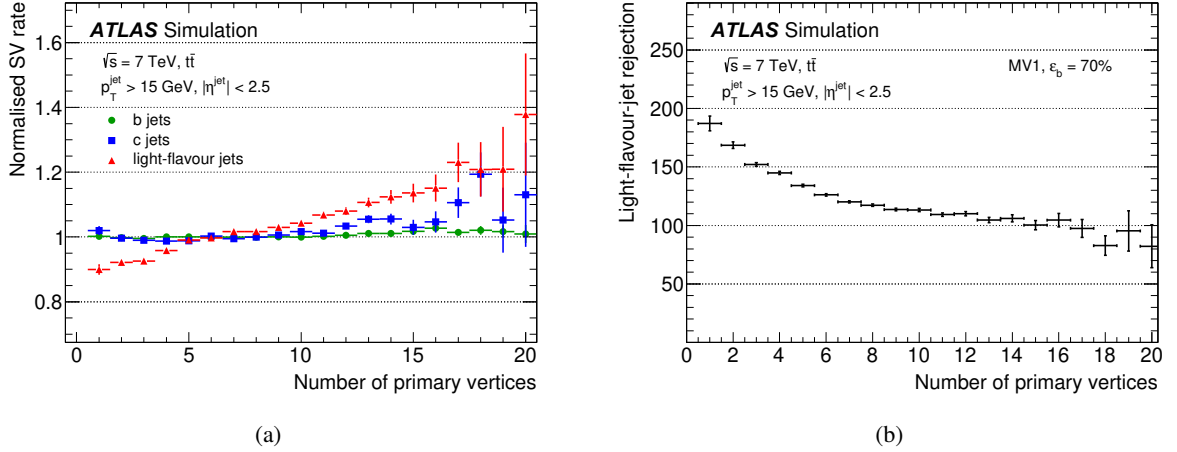 ATLAS Simulation
√s = 7 TeV, tt̄
p_T^jet > 15 GeV, |η^jet| < 2.5
b jets
c jets
light-flavour jets
Normalised SV rate
1.6
1.4
1.2
1
0.8
0 5 10 15 20
Number of primary vertices
(a)
ATLAS Simulation
√s = 7 TeV, tt̄ MV1, ε_b = 70%
p_T^jet > 15 GeV, |η^jet| < 2.5
Light-flavour-jet rejection
250
200
150
100
50
0 2 4 6 8 10 12 14 16 18 20
Number of primary vertices
(b)